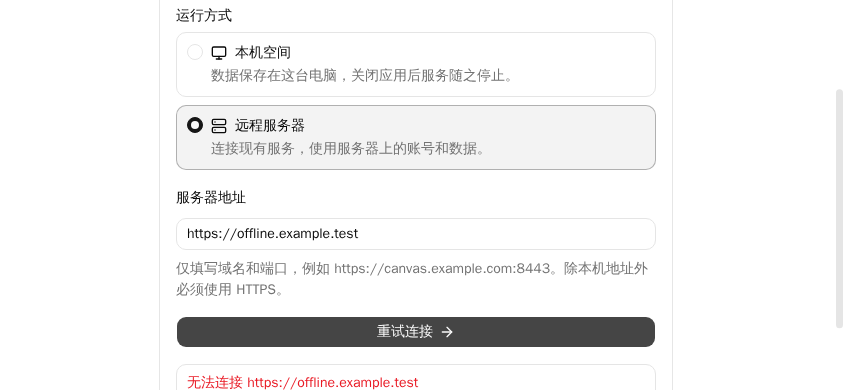 运行方式
本机空间
数据保存在这台电脑，关闭应用后服务随之停止。
远程服务器
连接现有服务，使用服务器上的账号和数据。
服务器地址
https://offline.example.test
仅填写域名和端口，例如 https://canvas.example.com:8443。除本机地址外
必须使用 HTTPS。
重试连接 →
无法连接 https://offline.example.test